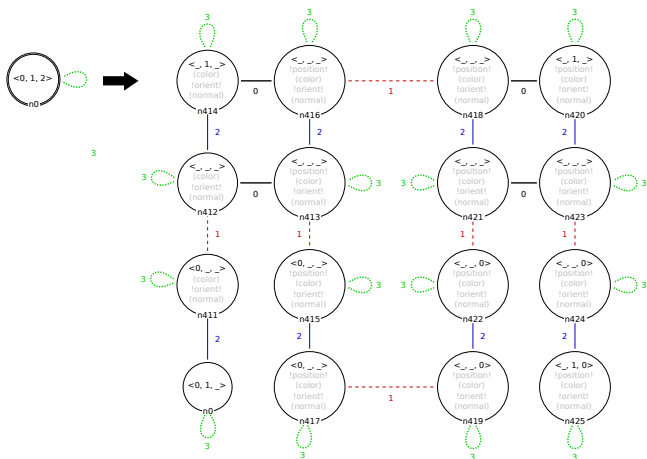 <0, 1, 2>
3
n0
3
3
3
3
3
<_, 1, _>
(color)
!orient!
(normal)
n414
0
<_, _, _>
!position!
(color)
!orient!
(normal)
n416
1
<_, _, _>
!position!
(color)
!orient!
(normal)
n418
0
<_, 1, _>
!position!
(color)
!orient!
(normal)
n420
2
2
2
2
3
<_, _, _>
(color)
!orient!
(normal)
n412
0
<_, _, _>
!position!
(color)
!orient!
(normal)
n413
3
3
<_, _, _>
!position!
(color)
!orient!
(normal)
n421
0
<_, _, _>
!position!
(color)
!orient!
(normal)
n423
3
1
1
1
1
3
<0, _, _>
(color)
!orient!
(normal)
n411
<0, _, _>
!position!
(color)
!orient!
(normal)
n415
3
3
<_, _, 0>
!position!
(color)
!orient!
(normal)
n422
<_, _, 0>
!position!
(color)
!orient!
(normal)
n424
3
2
2
2
2
<0, 1, _>
n0
3
<0, _, _>
!position!
(color)
!orient!
(normal)
n417
3
1
<_, _, 0>
!position!
(color)
!orient!
(normal)
n419
3
<_, 1, 0>
!position!
(color)
!orient!
(normal)
n425
3